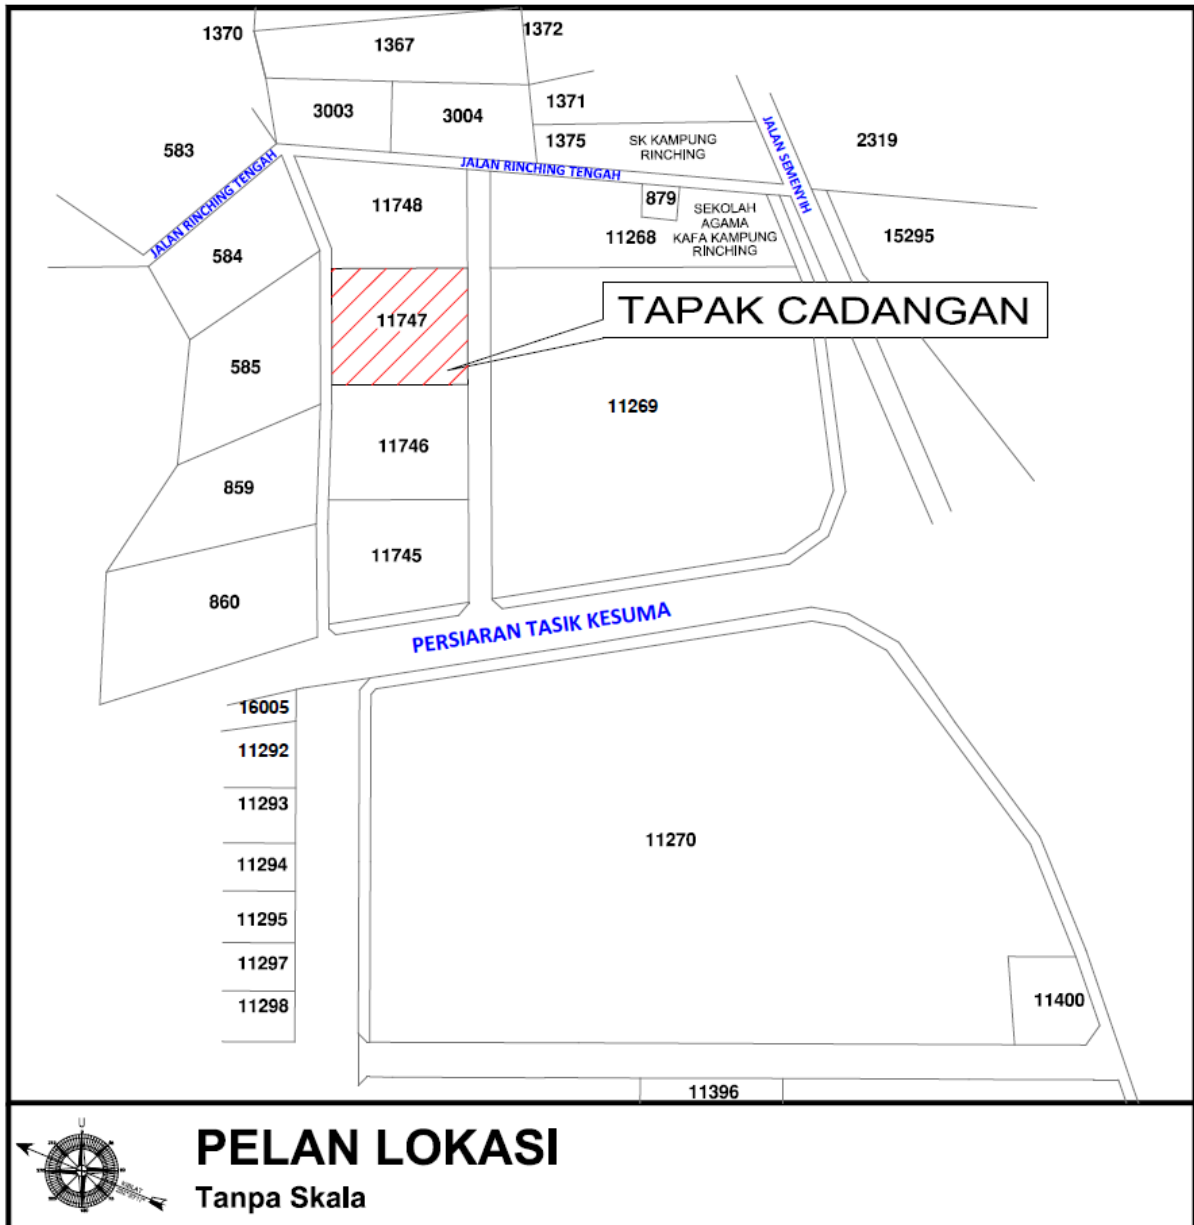 1370
1367
1372
3003
3004
1371
1375
SK KAMPUNG
RINCHING
JALAN SEMENYIH
2319
583
JALAN RINCHING TENGAH
JALAN RINCHING TENGAH
11748
879
SEKOLAH
AGAMA
KAFA KAMPUNG
RINCHING
11268
15295
584
11747
TAPAK CADANGAN
585
11269
11746
859
11745
860
PERSIARAN TASIK KESUMA
16005
11292
11293
11270
11294
11295
11297
11298
11400
11396
U
PELAN LOKASI
Tanpa Skala